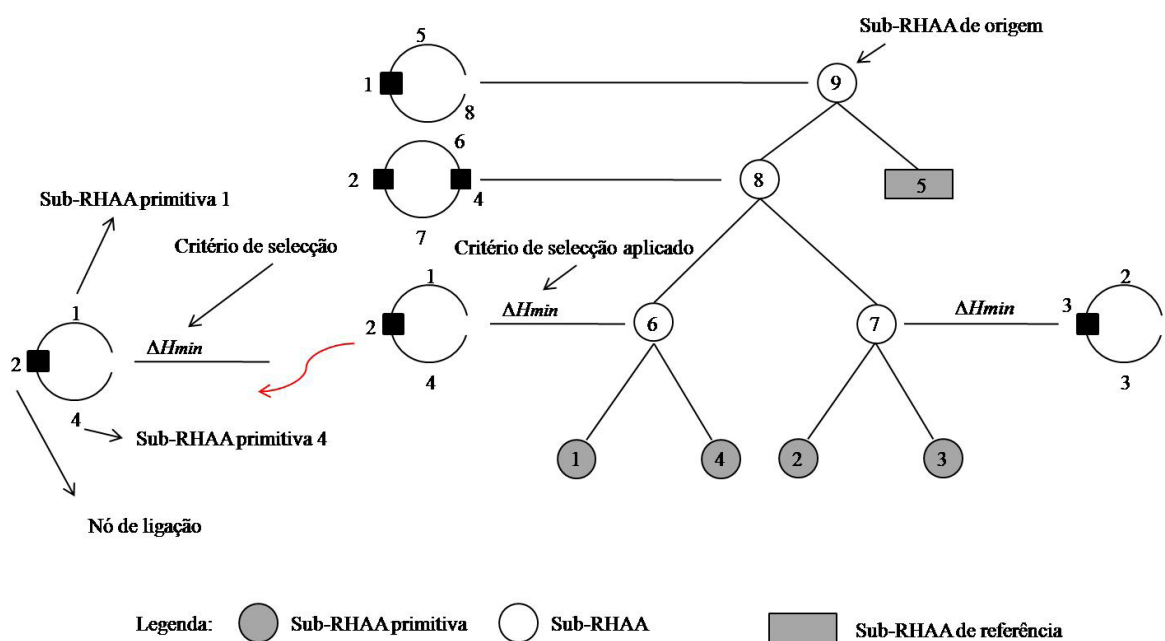 5
Sub-RHAA de origem
1
9
8
6
2
4
8
5
7
Sub-RHAA primitiva 1
Critério de selecção
Critério de selecção aplicado
1
ΔHmin
2
4
1
ΔHmin
2
4
6
7
ΔHmin
2
3
3
Sub-RHAA primitiva 4
1
4
2
3
Nó de ligação
Legenda:
Sub-RHAA primitiva
Sub-RHAA
Sub-RHAA de referência